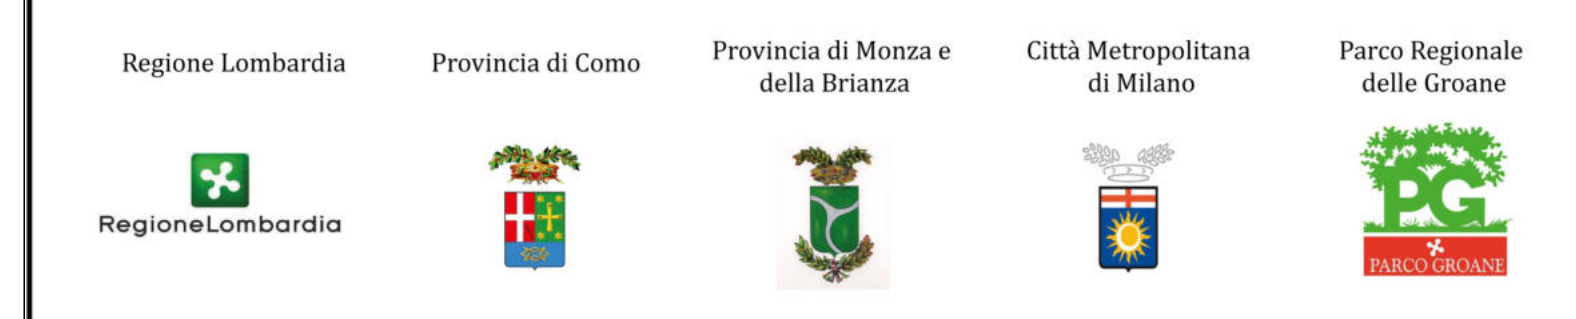 Regione Lombardia
Provincia di Como
Provincia di Monza e
della Brianza
Città Metropolitana
di Milano
Parco Regionale
delle Groane
RegioneLombardia
PG
PARCO GROANE